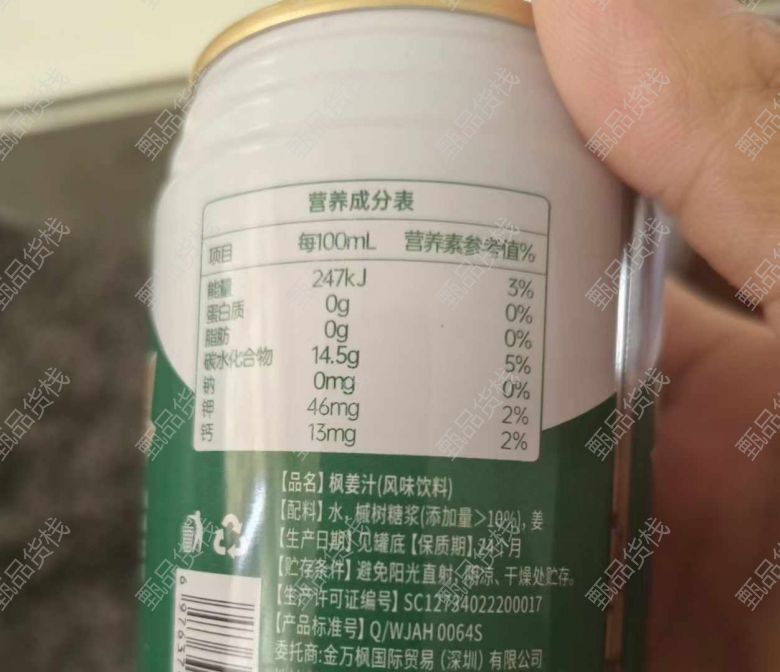 营养成分表
项目 每100mL 营养素参考值%
能量 247kJ 3%
蛋白质 0g 0%
脂肪 0g 0%
碳水化合物 14.5g 5%
钠 0mg 0%
钾 46mg 2%
钙 13mg 2%
【品名】枫姜汁(风味饮料)
【配料】水、槭树糖浆(添加量>10%),姜
【生产日期】见罐底【保质期】个月
【贮存条件】避免阳光直射,阴凉、干燥处贮存。
【生产许可证编号】SC12734022200017
【产品标准号】Q/WJAH 0064S
委托商:金万枫国际贸易(深圳)有限公司
甄品货栈